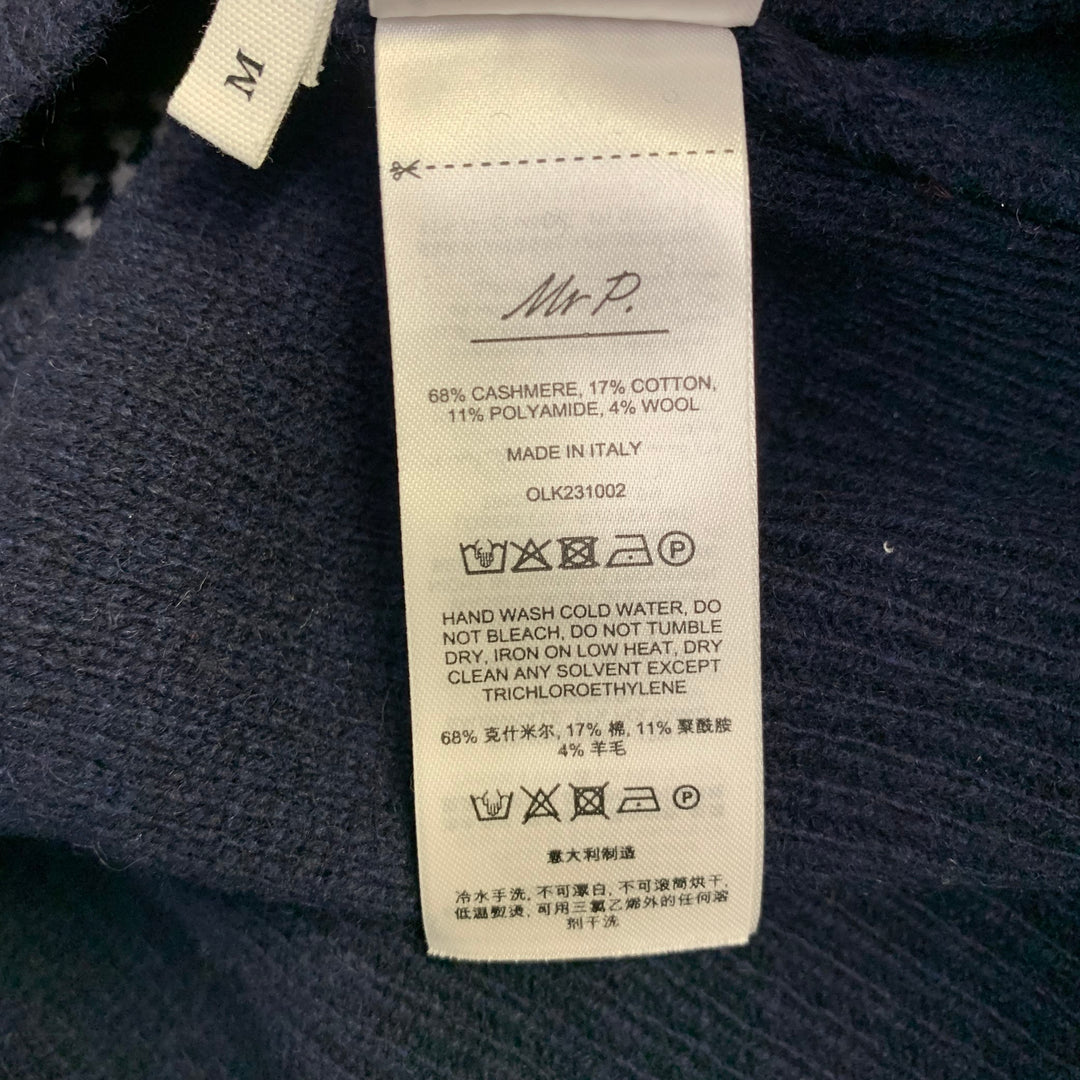 M
Mr P.
68% CASHMERE, 17% COTTON,
11% POLYAMIDE, 4% WOOL
MADE IN ITALY
OLK231002
P
HAND WASH COLD WATER, DO
NOT BLEACH, DO NOT TUMBLE
DRY, IRON ON LOW HEAT, DRY
CLEAN ANY SOLVENT EXCEPT
TRICHLOROETHYLENE
68% 克什米尔, 17% 棉, 11% 聚酰胺
4% 羊毛
P
意大利制造
冷水手洗, 不可漂白, 不可滚筒烘干,
低温熨烫, 可用三氯乙烯外的任何溶
剂干洗